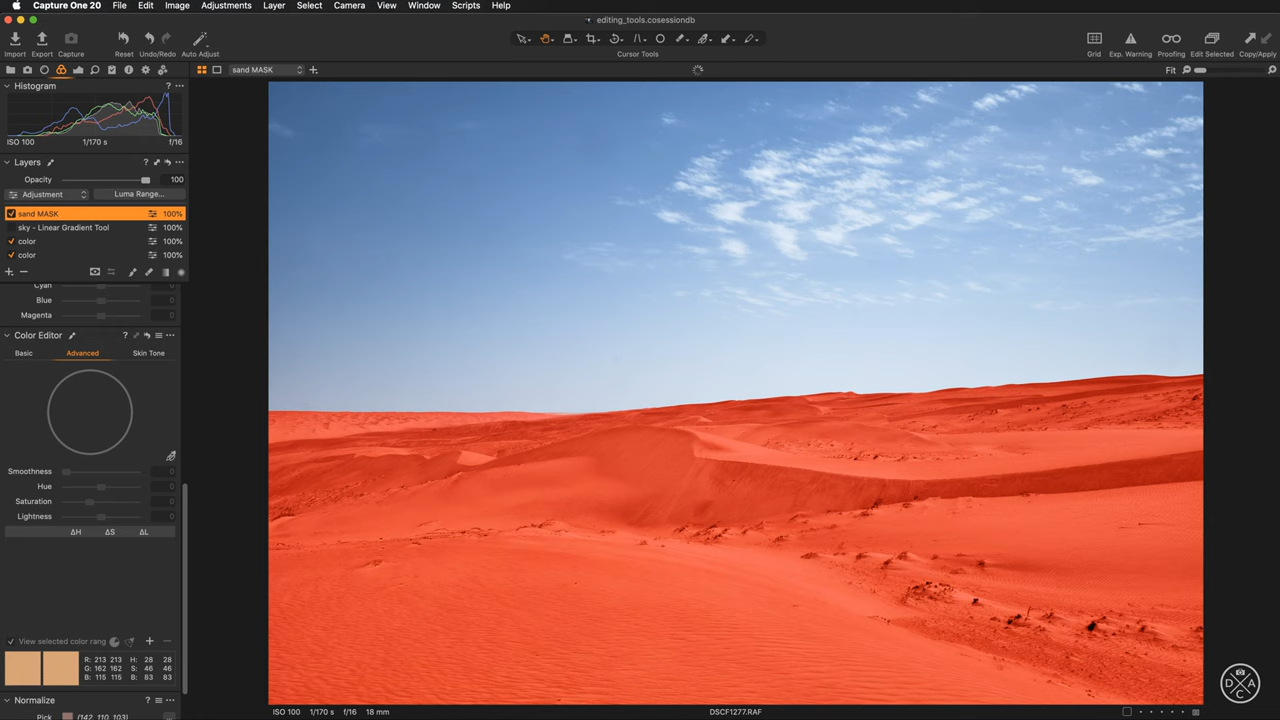 Capture One 20 File Edit Image Adjustments Layer Select Camera View Window Scripts Help
editing_tools.cosessiondb
Import Export Capture Reset Undo/Redo Auto Adjust Cursor Tools Grid Exp. Warning Proofing Edit Selected Copy/Apply
sand MASK Fit
Histogram ?
ISO 100 1/170 s f/16
Layers ?
Opacity 100
Adjustment Luma Range...
sand MASK 100%
sky - Linear Gradient Tool 100%
color 100%
color 100%
Cyan 0
Blue 0
Magenta 0
Color Editor ?
Basic Advanced Skin Tone
Smoothness 0
Hue 0
Saturation 0
Lightness 0
ΔH ΔS ΔL
View selected color rang
R: 213 213 H: 28 28
G: 162 162 S: 46 46
B: 115 115 B: 83 83
Normalize ?
Pick (142, 110, 103)
ISO 100 1/170 s f/16 18 mm DSCF1277.RAF
D A C